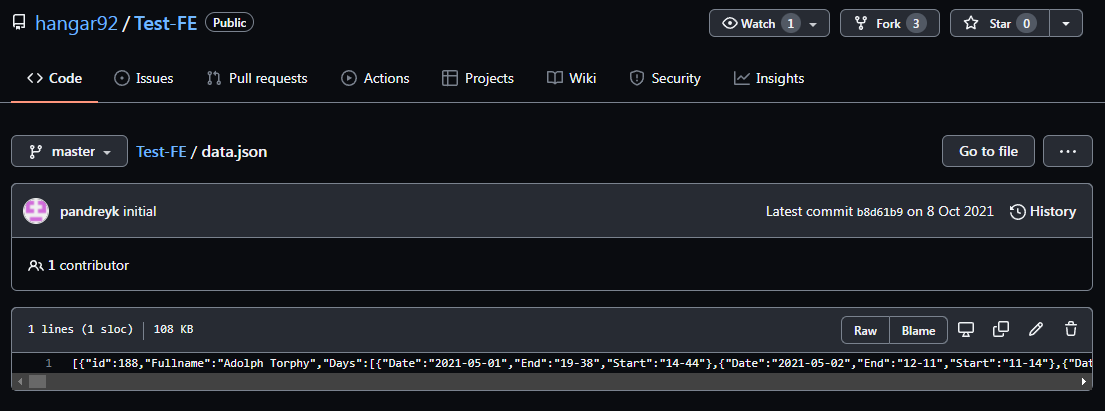 hangar92 / Test-FE Public Watch 1 Fork 3 Star 0
Code Issues Pull requests Actions Projects Wiki Security Insights
master Test-FE / data.json Go to file ...
pandreyk initial Latest commit b8d61b9 on 8 Oct 2021 History
1 contributor
1 lines (1 sloc) 108 KB Raw Blame
1 [{"id":188,"Fullname":"Adolph Torphy","Days":[{"Date":"2021-05-01","End":"19-38","Start":"14-44"},{"Date":"2021-05-02","End":"12-11","Start":"11-14"},{"Dat